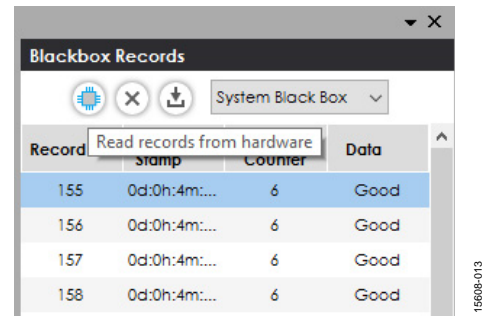 Blackbox Records
System Black Box
Read records from hardware
Record Stamp Counter Data
155 0d:0h:4m:... 6 Good
156 0d:0h:4m:... 6 Good
157 0d:0h:4m:... 6 Good
158 0d:0h:4m:... 6 Good
15608-013